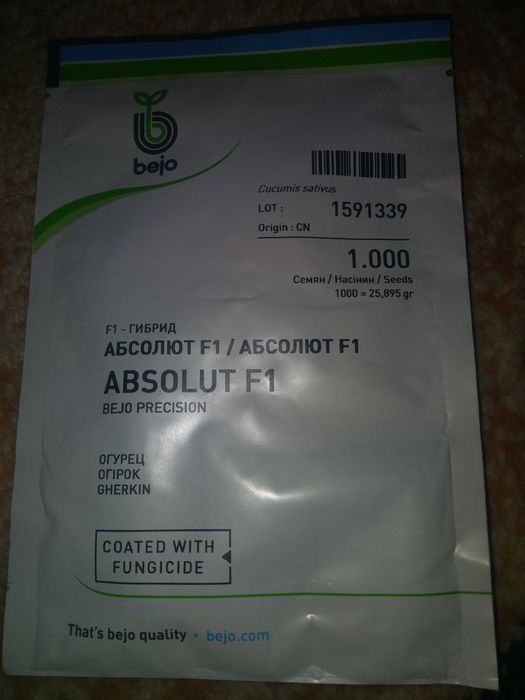 bejo
Cucumis sativus
LOT : 1591339
Origin : CN
1.000
Семян / Насінин / Seeds
1000 = 25,895 gr
F1 - ГИБРИД
АБСОЛЮТ F1 / АБСОЛЮТ F1
ABSOLUT F1
BEJO PRECISION
ОГУРЕЦ
ОГІРОК
GHERKIN
COATED WITH
FUNGICIDE
That's bejo quality ▸ bejo.com